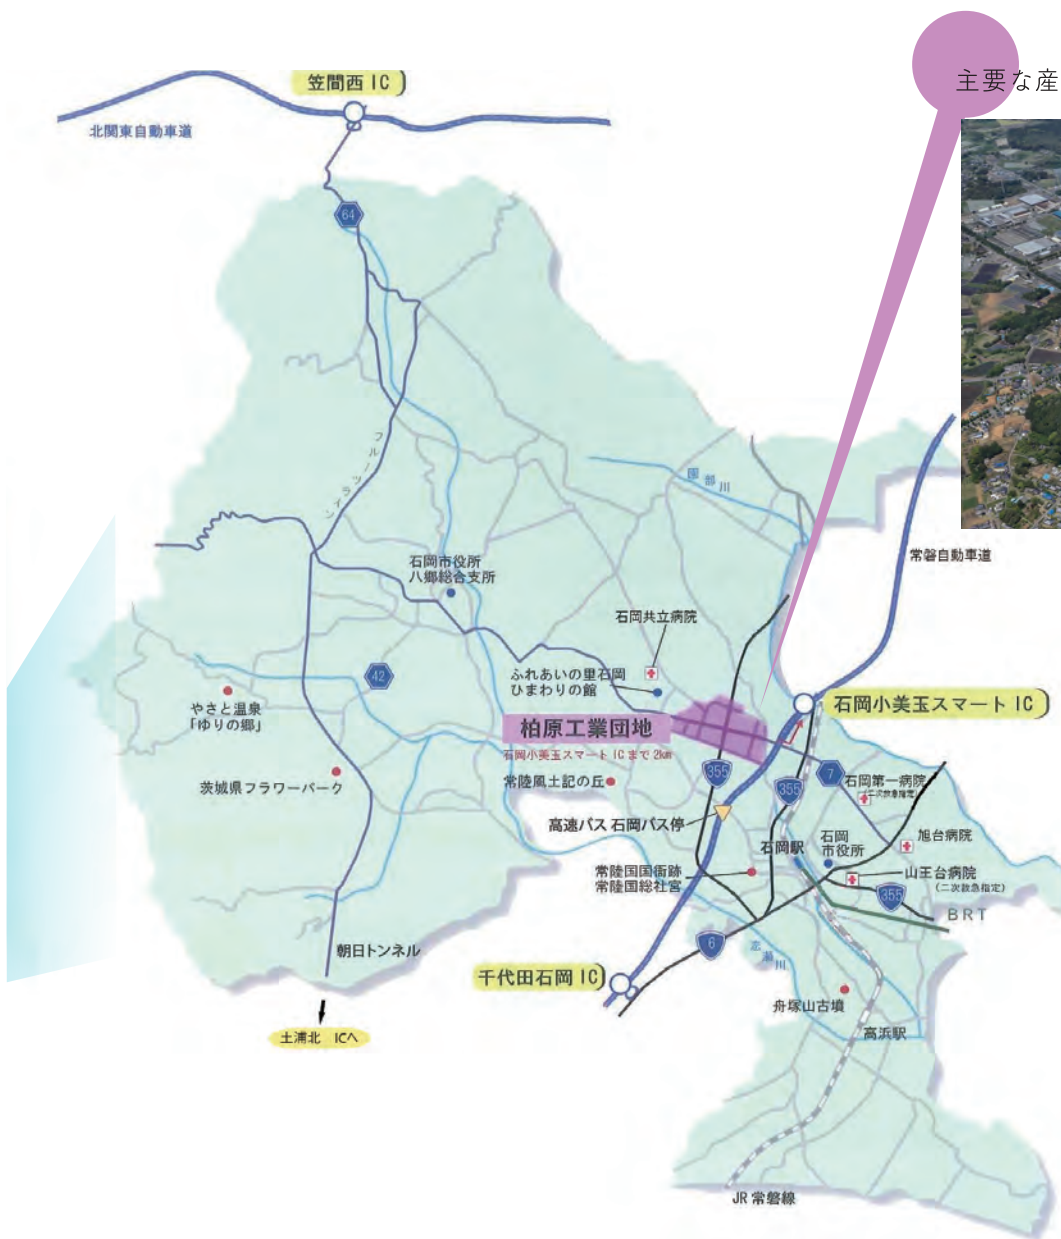 主要な産
笠間西 IC
北関東自動車道
64
フルーツライン
園部川
常磐自動車道
石岡市役所
八郷総合支所
石岡共立病院
ふれあいの里石岡
ひまわりの館
42
やさと温泉
「ゆりの郷」
石岡小美玉スマート IC
柏原工業団地
石岡小美玉スマート ICまで 2km
茨城県フラワーパーク
常陸風土記の丘
355
355
7
石岡第一病院
(二次救急指定)
高速バス 石岡バス停
石岡駅
石岡
市役所
旭台病院
常陸国国衙跡
常陸国総社宮
山王台病院
(二次救急指定)
355
BRT
朝日トンネル
6
恋瀬川
千代田石岡 IC
舟塚山古墳
高浜駅
土浦北 ICへ
JR 常磐線